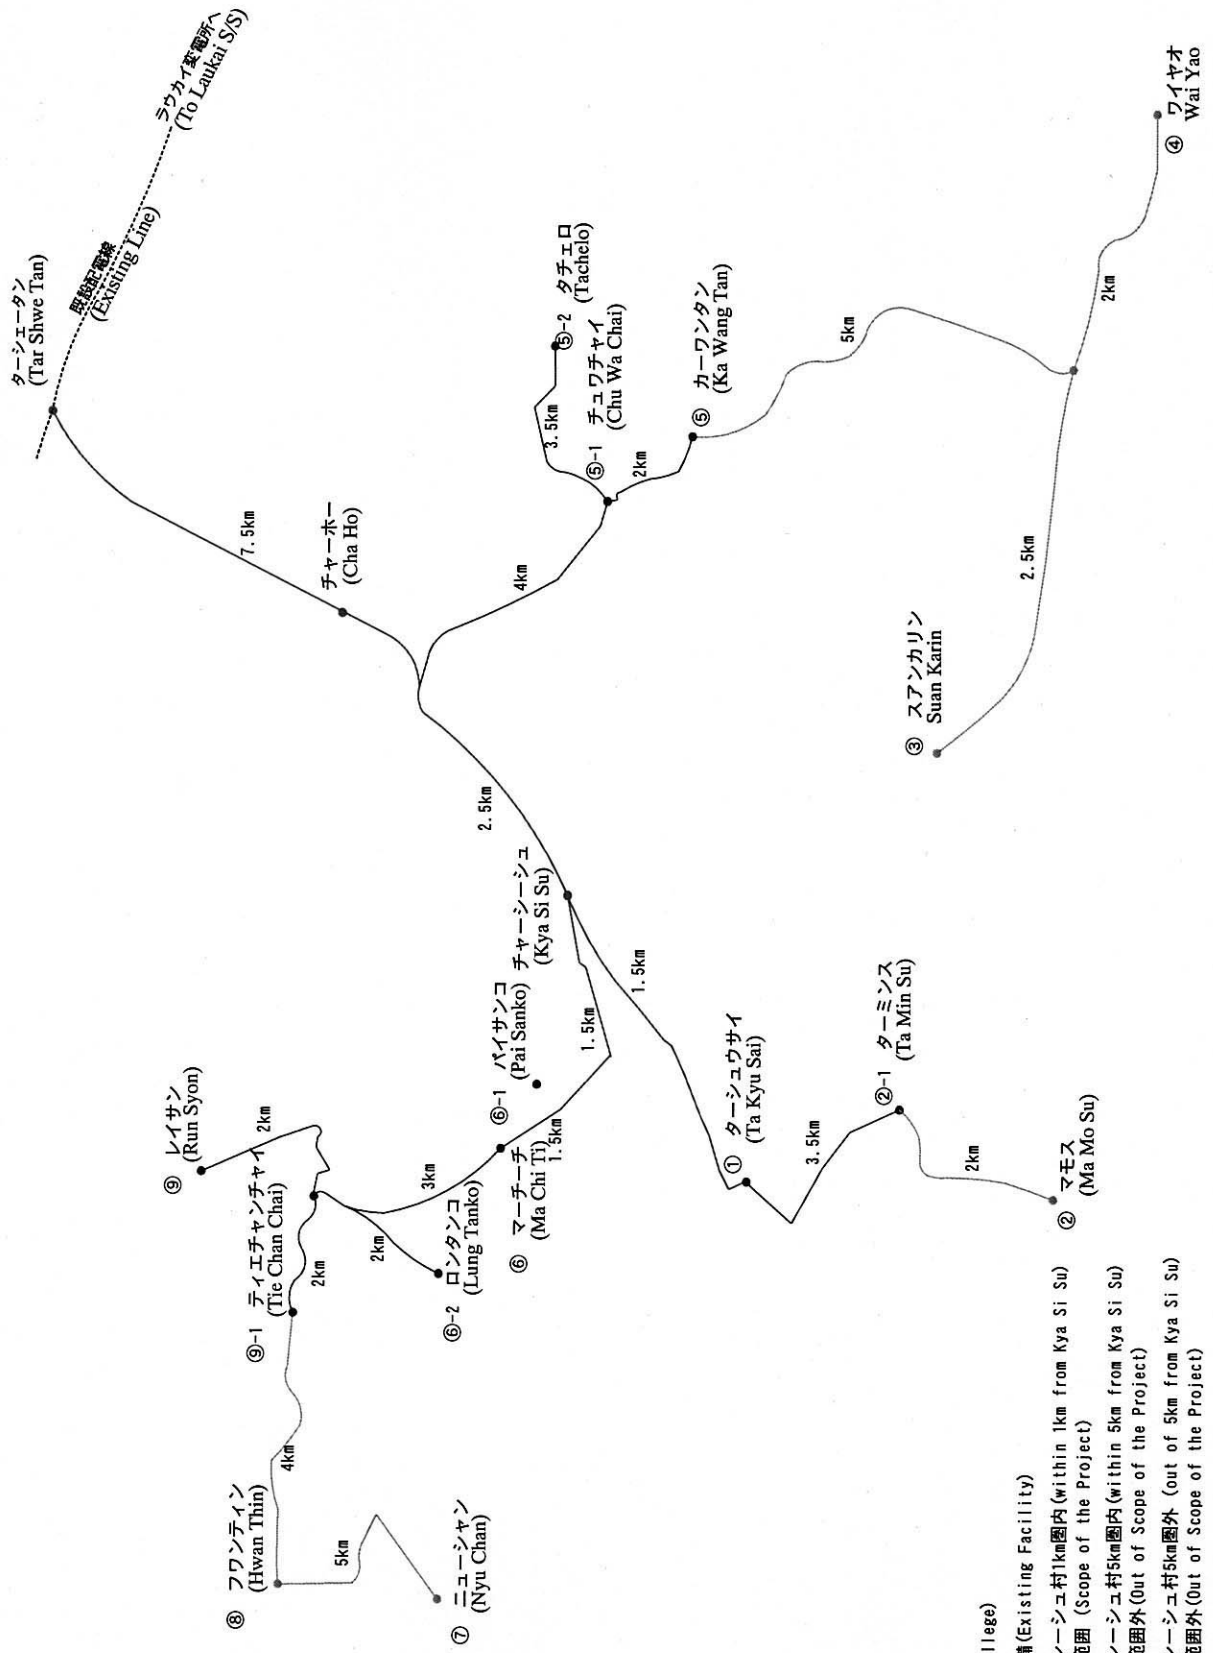 ターシェータン
(Tar Shwe Tan)
既設配電線
(Existing Line)
ラウカイ変電所へ
(To Laukai S/S)
7.5km
チャーホー
(Cha Ho)
4km
⑤-1 チュワチャイ
(Chu Wa Chai)
3.5km
⑤-2 タチェロ
(Tachelo)
2km
⑤ カーワンタン
(Ka Wang Tan)
5km
2km
④ ワイヤオ
Wai Yao
2.5km
③ スアンカリン
Suan Karin
2.5km
チャーシーシュ
(Kya Si Su)
1.5km
1.5km
⑥-1 パイサンコ
(Pai Sanko)
1.5km
⑥ マーチーチ
(Ma Chi Ti)
3km
2km
⑥-2 ロンタンコ
(Lung Tanko)
⑨ レイサン
(Run Syon)
2km
2km
⑨-1 ティエチャンチャイ
(Tie Chan Chai)
4km
⑧ フワンティン
(Hwan Thin)
5km
⑦ ニューシャン
(Nyu Chan)
① ターシュウサイ
(Ta Kyu Sai)
3.5km
②-1 ターミンス
(Ta Min Su)
2km
② マモス
(Ma Mo Su)
llege)
備(Existing Facility)
シーシュ村1km圏内(within 1km from Kya Si Su)
範囲 (Scope of the Project)
シーシュ村5km圏内(within 5km from Kya Si Su)
範囲外(Out of Scope of the Project)
シーシュ村5km圏外 (out of 5km from Kya Si Su)
範囲外(Out of Scope of the Project)